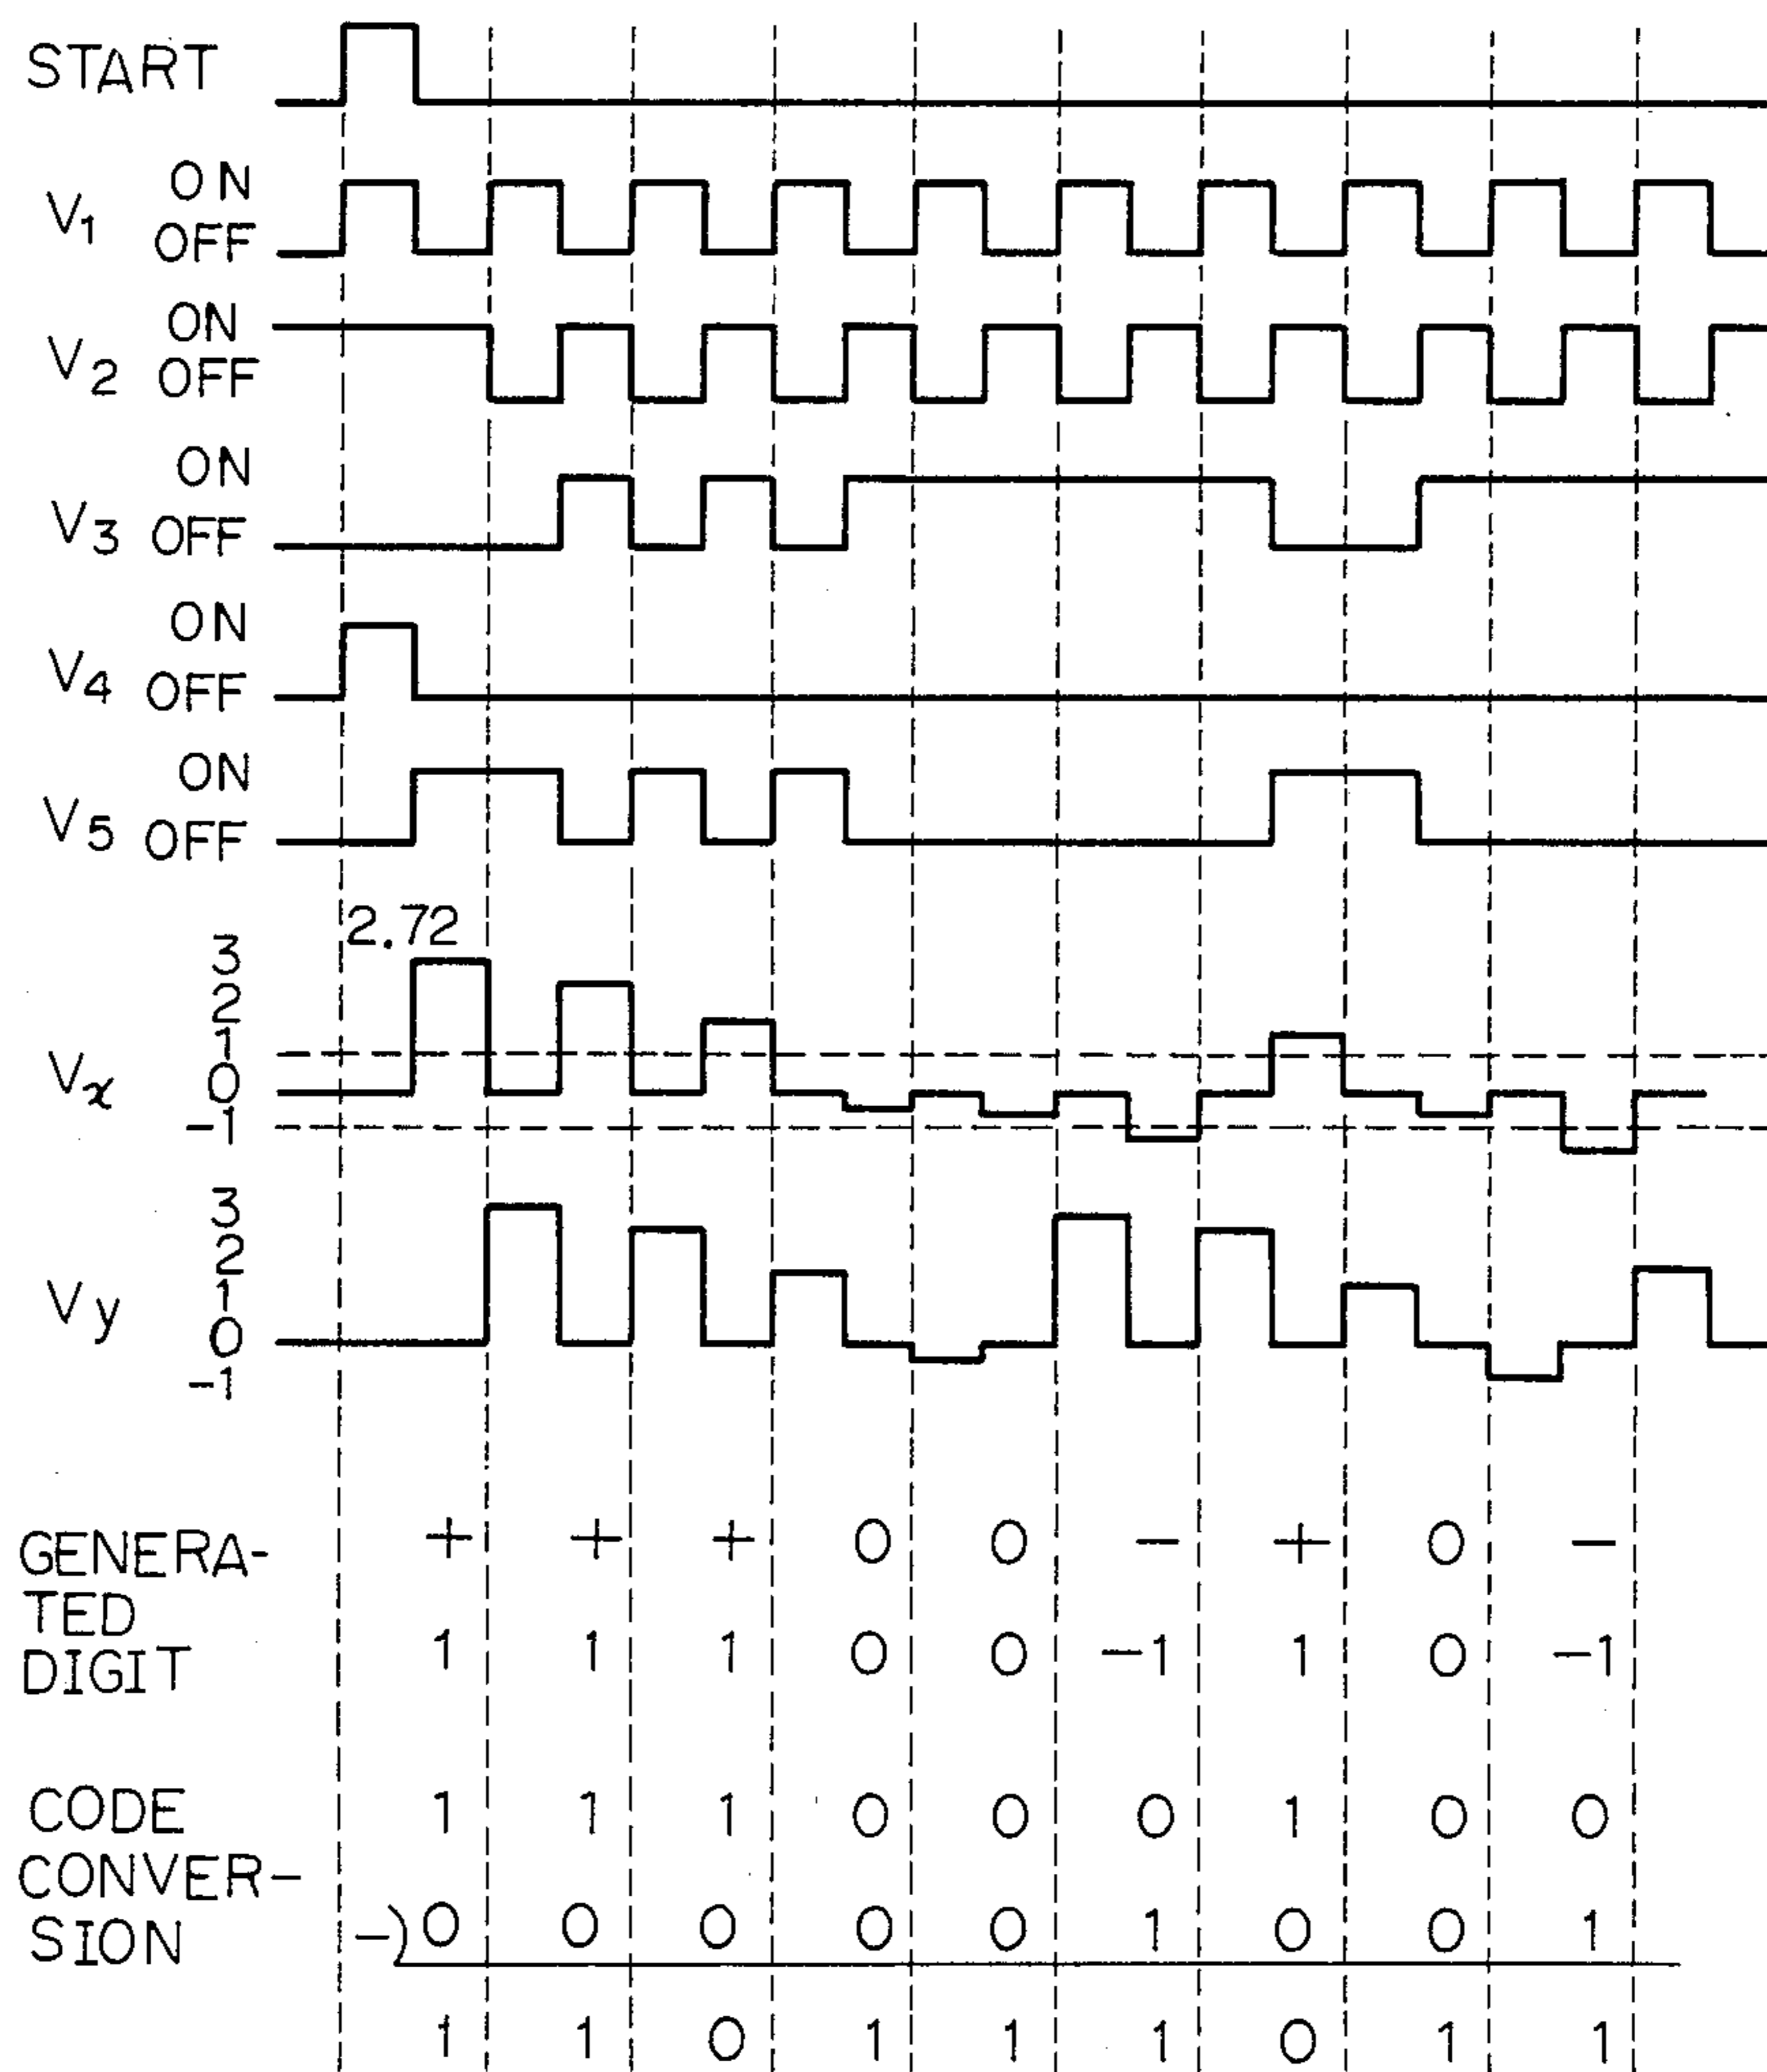 START
V1 ON
OFF
V2 ON
OFF
V3 ON
OFF
V4 ON
OFF
V5 ON
OFF
2.72
Vx 3
2
1
0
-1
Vy 3
2
1
0
-1
GENERA-
TED
DIGIT
+ + + 0 0 − + 0 −
1 1 1 0 0 −1 1 0 −1
CODE
CONVER-
SION
1 1 1 0 0 0 1 0 0
−) 0 0 0 0 0 1 0 0 1
1 1 0 1 1 1 0 1 1